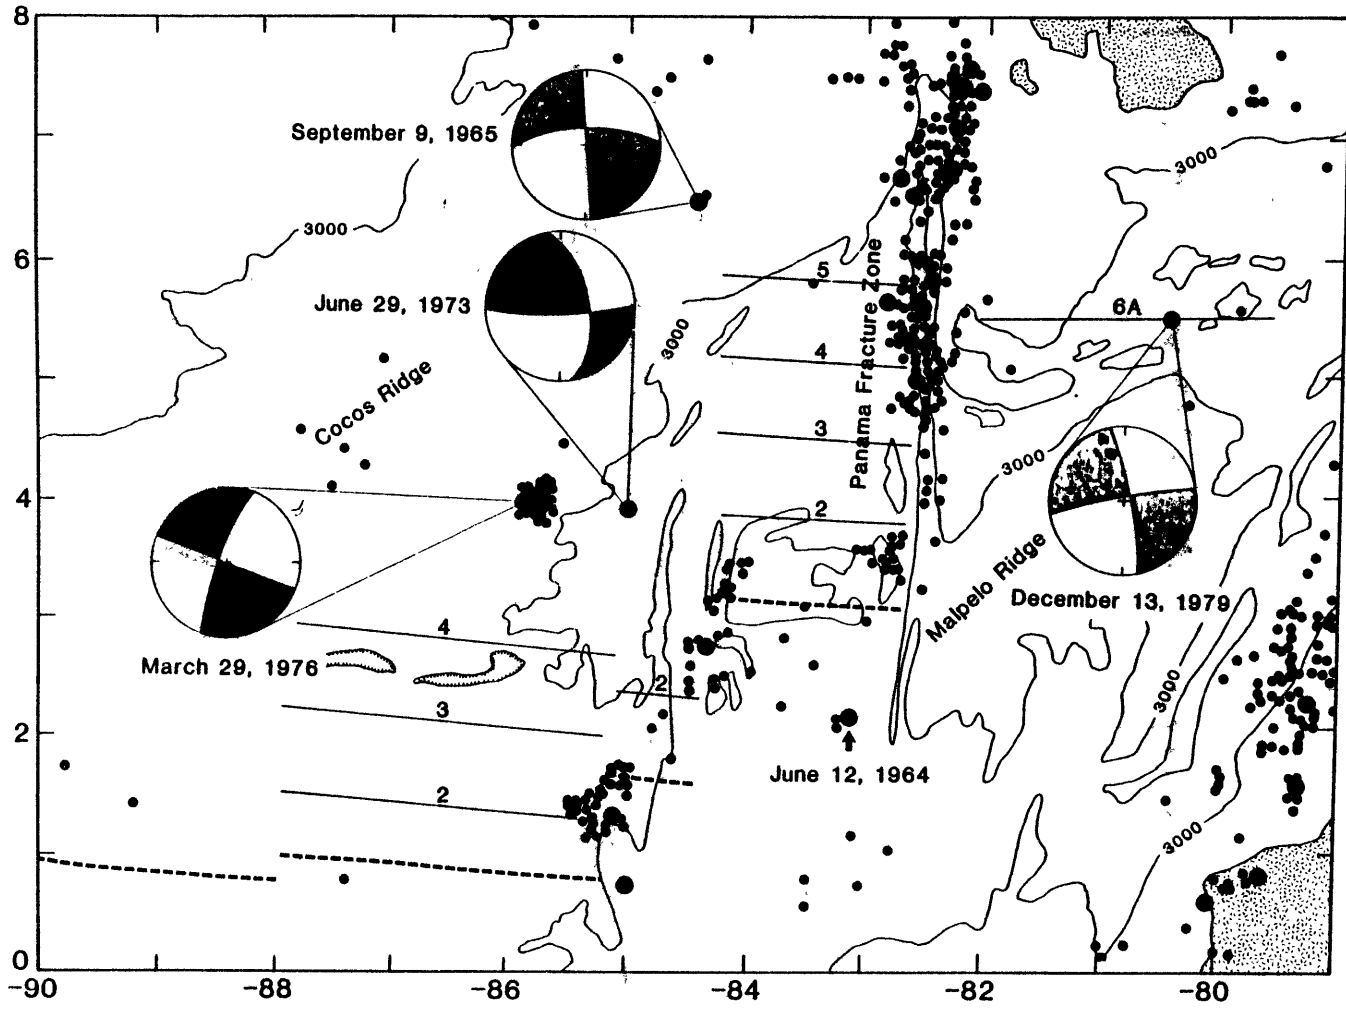 8
September 9, 1965
3000
3000
6
5
6A
June 29, 1973
3000
4
Panama Fracture Zone
Cocos Ridge
3
3000
4
2
Malpelo Ridge
December 13, 1979
4
March 29, 1976
2
3000
3
2
June 12, 1964
2
3000
0
-90
-88
-86
-84
-82
-80